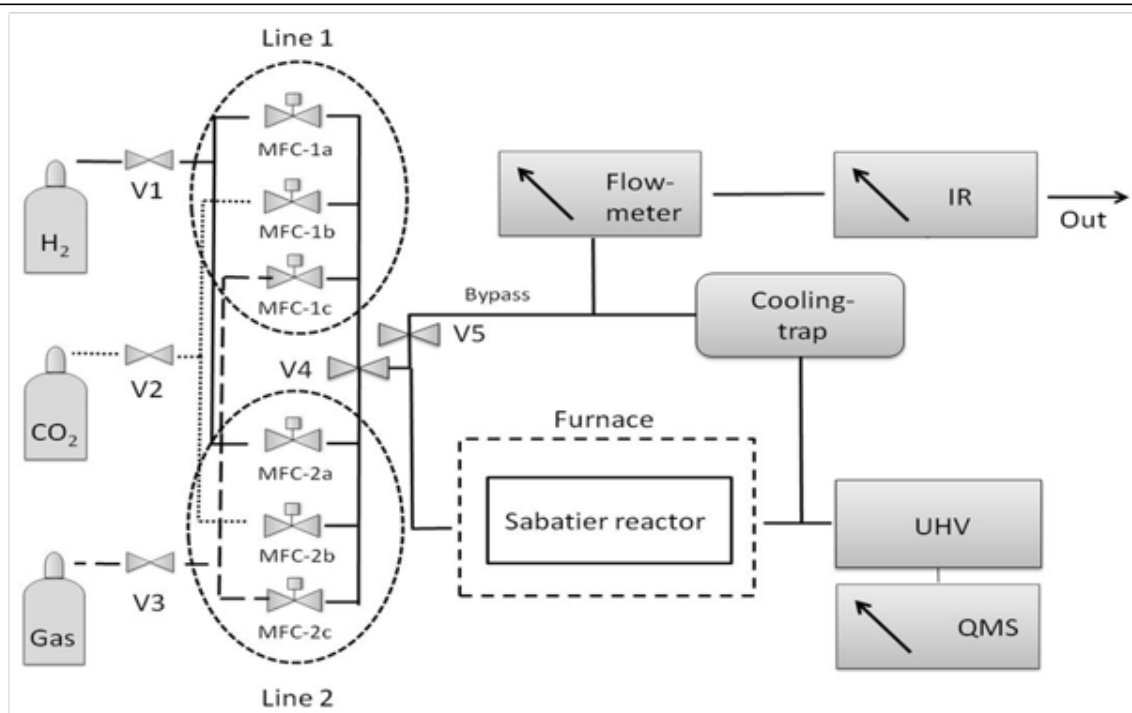 Line 1
MFC-1a
V1
H₂
MFC-1b
MFC-1c
Flow-
meter
IR
Out
Bypass
V5
Cooling-
trap
V2
CO₂
V4
Furnace
MFC-2a
Sabatier reactor
UHV
MFC-2b
V3
Gas
MFC-2c
QMS
Line 2